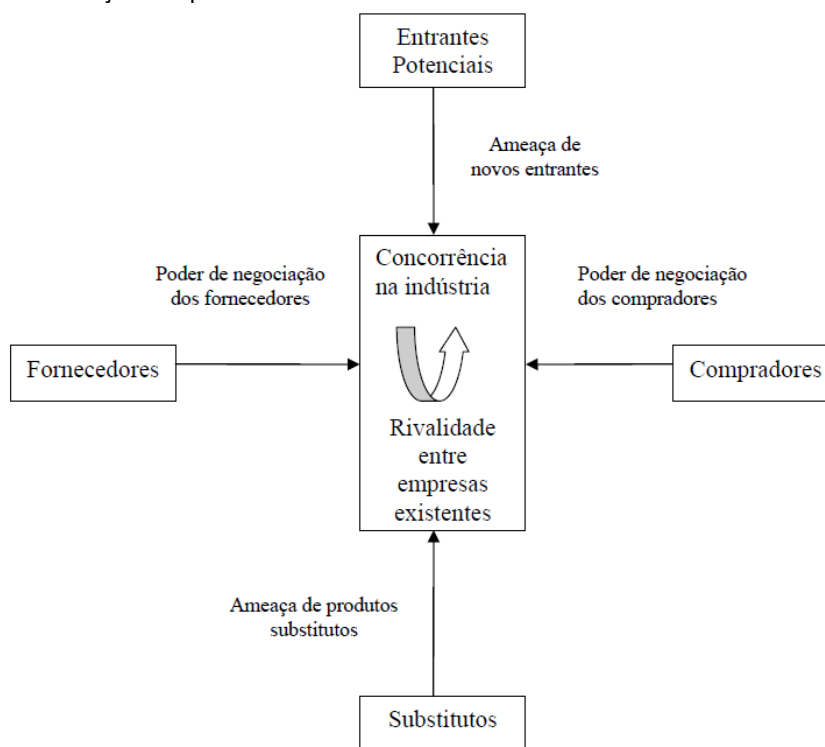 Entrantes
Potenciais
Ameaça de
novos entrantes
Concorrência
na indústria
Poder de negociação
dos fornecedores
Poder de negociação
dos compradores
Fornecedores
Compradores
Rivalidade
entre
empresas
existentes
Ameaça de produtos
substitutos
Substitutos